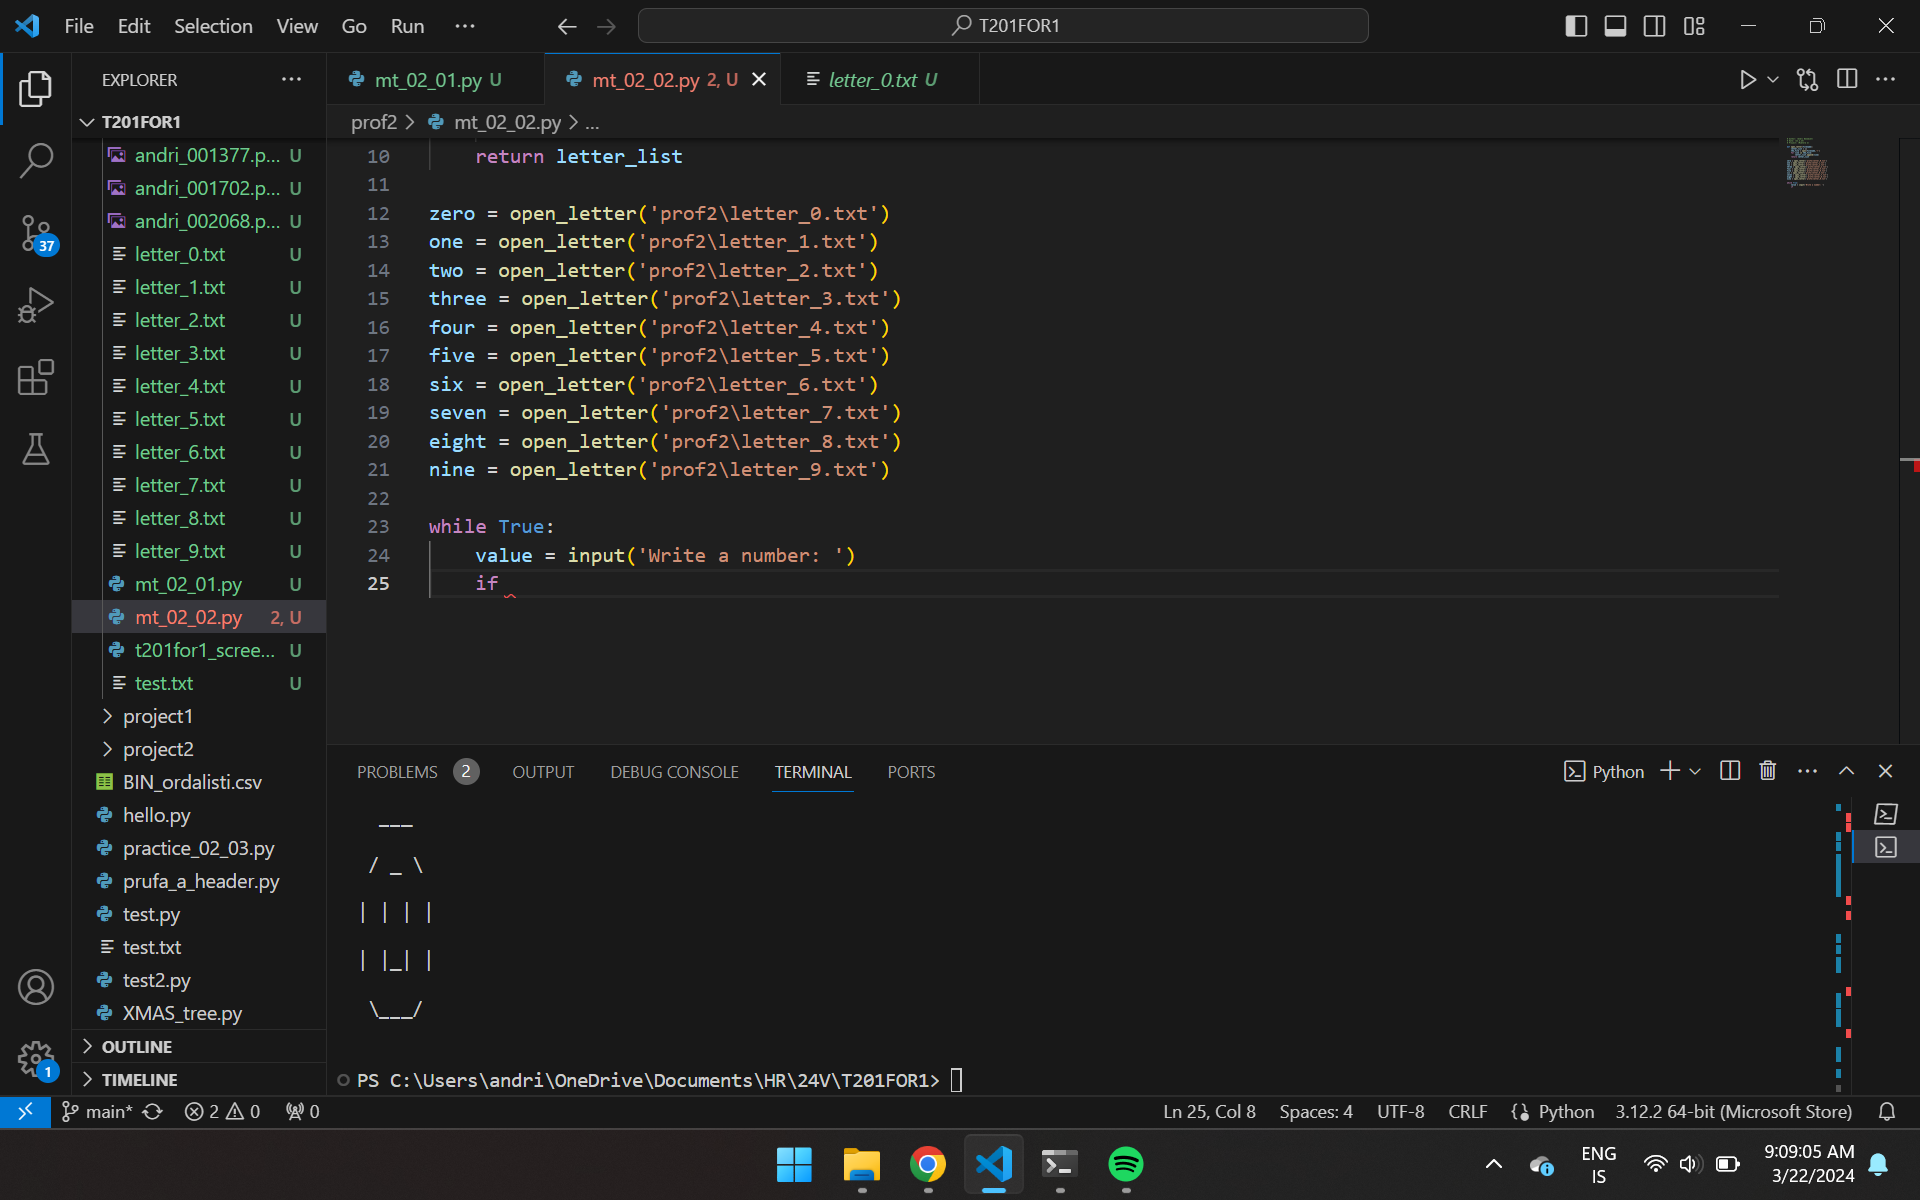 File Edit Selection View Go Run ··· T201FOR1
EXPLORER ···
T201FOR1
andri_001377.p... U
andri_001702.p... U
andri_002068.p... U
letter_0.txt U
letter_1.txt U
letter_2.txt U
letter_3.txt U
letter_4.txt U
letter_5.txt U
letter_6.txt U
letter_7.txt U
letter_8.txt U
letter_9.txt U
mt_02_01.py U
mt_02_02.py 2, U
t201for1_scree... U
test.txt U
project1
project2
BIN_ordalisti.csv
hello.py
practice_02_03.py
prufa_a_header.py
test.py
test.txt
test2.py
XMAS_tree.py
OUTLINE
TIMELINE
37
1
mt_02_01.py U mt_02_02.py 2, U letter_0.txt U
prof2 > mt_02_02.py > ...
10 return letter_list
11
12 zero = open_letter('prof2\letter_0.txt')
13 one = open_letter('prof2\letter_1.txt')
14 two = open_letter('prof2\letter_2.txt')
15 three = open_letter('prof2\letter_3.txt')
16 four = open_letter('prof2\letter_4.txt')
17 five = open_letter('prof2\letter_5.txt')
18 six = open_letter('prof2\letter_6.txt')
19 seven = open_letter('prof2\letter_7.txt')
20 eight = open_letter('prof2\letter_8.txt')
21 nine = open_letter('prof2\letter_9.txt')
22
23 while True:
24 value = input('Write a number: ')
25 if
PROBLEMS 2 OUTPUT DEBUG CONSOLE TERMINAL PORTS Python
  ___
 / _ \
| | | |
| |_| |
 \___/
PS C:\Users\andri\OneDrive\Documents\HR\24V\T201FOR1>
main* 2 0 0 Ln 25, Col 8 Spaces: 4 UTF-8 CRLF Python 3.12.2 64-bit (Microsoft Store)
ENG
IS
9:09:05 AM
3/22/2024